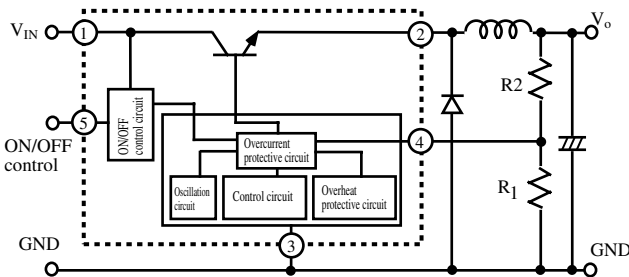 V_IN
1
2
V_o
R2
ON/OFF
control circuit
5
ON/OFF
control
Overcurrent
protective circuit
4
Oscillation
circuit
Control circuit
Overheat
protective circuit
R_1
3
GND
GND